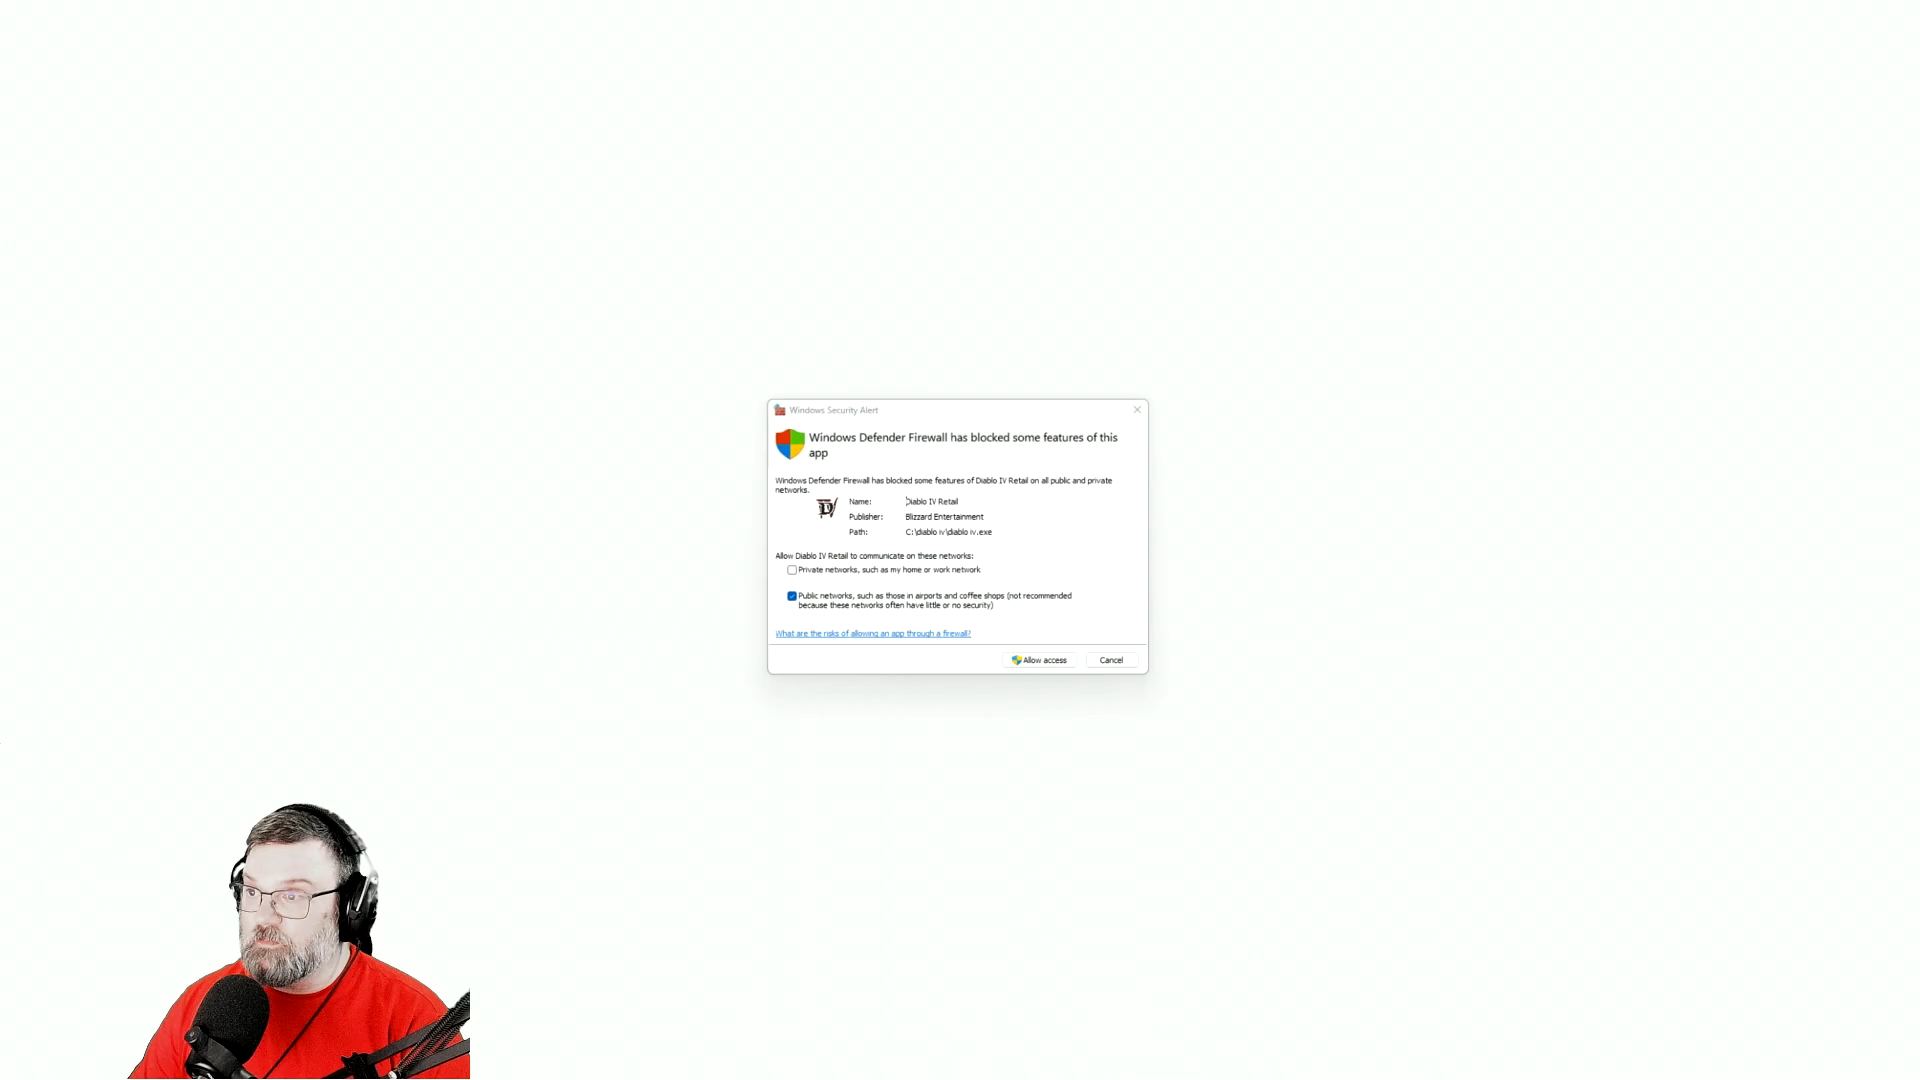 Windows Security Alert
Windows Defender Firewall has blocked some features of this
app
Windows Defender Firewall has blocked some features of Diablo IV Retail on all public and private
networks.
Name: Diablo IV Retail
Publisher: Blizzard Entertainment
Path: C:\diablo iv\diablo iv.exe
Allow Diablo IV Retail to communicate on these networks:
Private networks, such as my home or work network
Public networks, such as those in airports and coffee shops (not recommended
because these networks often have little or no security)
What are the risks of allowing an app through a firewall?
Allow access Cancel